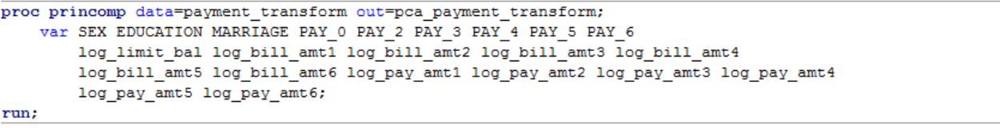 proc princomp data=payment_transform out=pca_payment_transform;
var SEX EDUCATION MARRIAGE PAY_0 PAY_2 PAY_3 PAY_4 PAY_5 PAY_6
log_limit_bal log_bill_amt1 log_bill_amt2 log_bill_amt3 log_bill_amt4
log_bill_amt5 log_bill_amt6 log_pay_amt1 log_pay_amt2 log_pay_amt3 log_pay_amt4
log_pay_amt5 log_pay_amt6;
run;